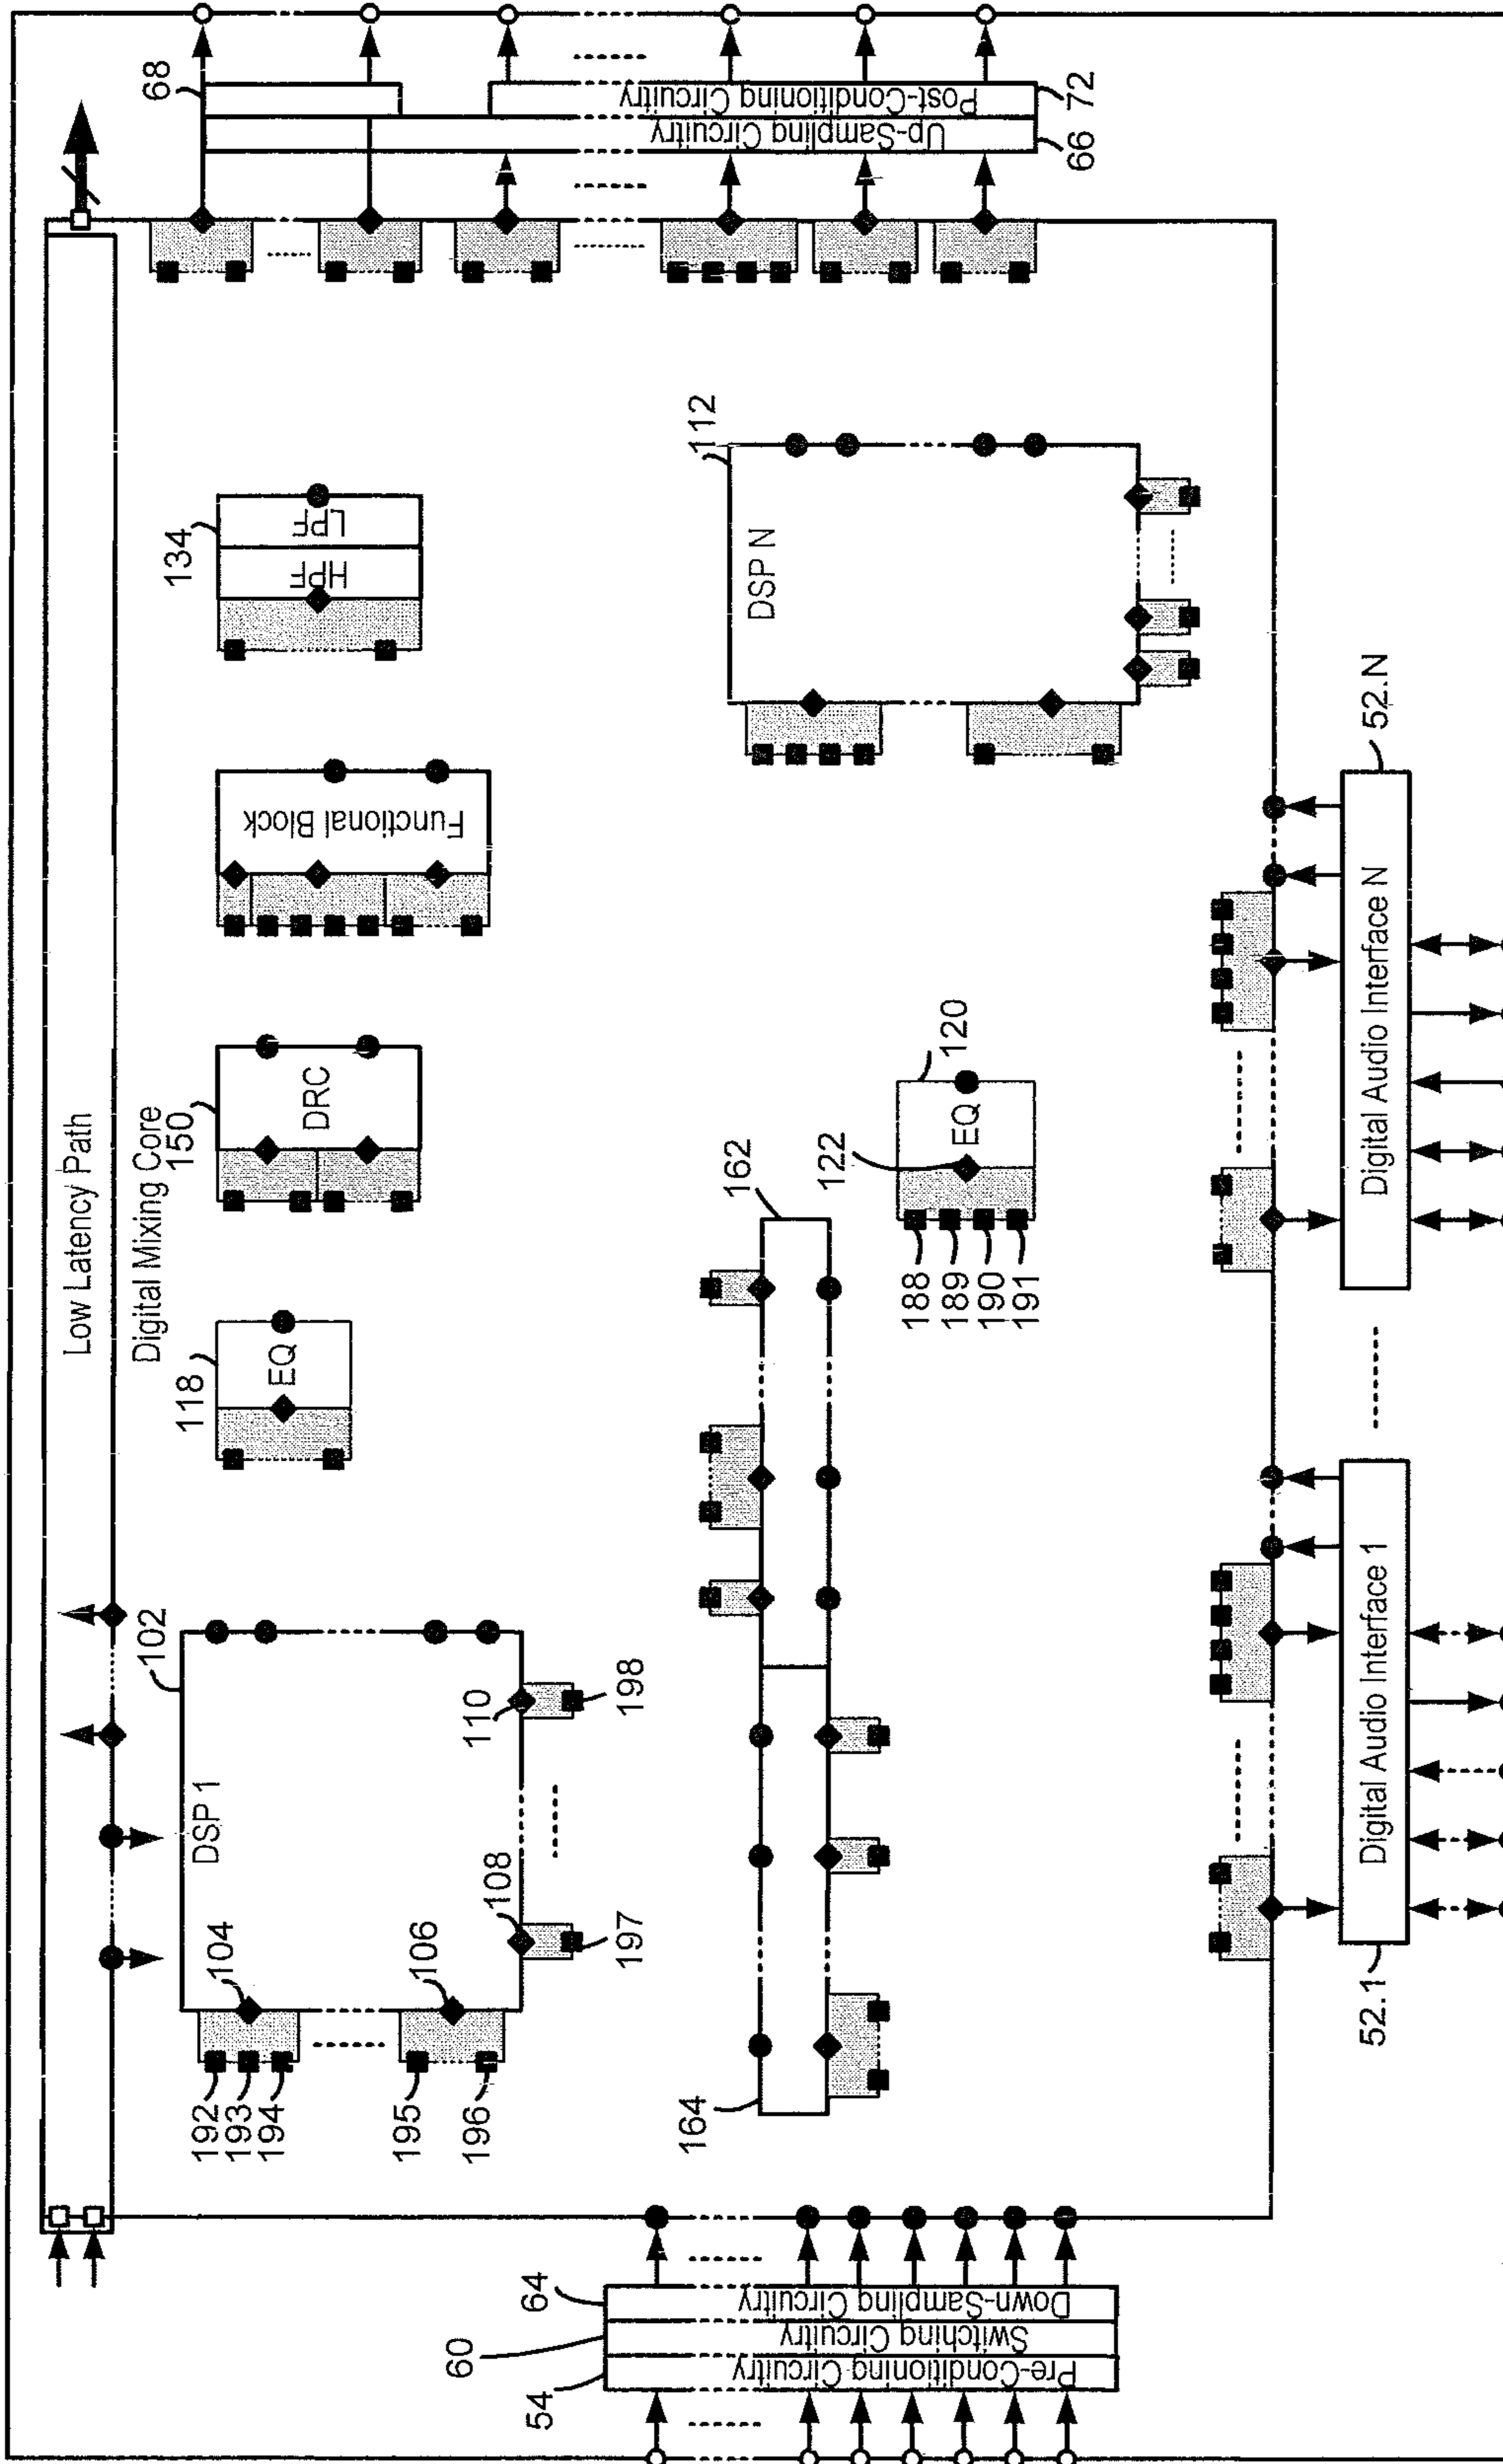 68
Post-Conditioning Circuitry
Up-Sampling Circuitry
72
66
Low Latency Path
Digital Mixing Core
134
HPF
LPF
Functional Block
150
DRC
118
EQ
102
DSP 1
104
106
108
110
192
193
194
195
196
197
198
112
DSP N
162
164
120
EQ
122
188
189
190
191
64
60
54
Down-Sampling Circuitry
Switching Circuitry
Pre-Conditioning Circuitry
52.1
Digital Audio Interface 1
52.N
Digital Audio Interface N